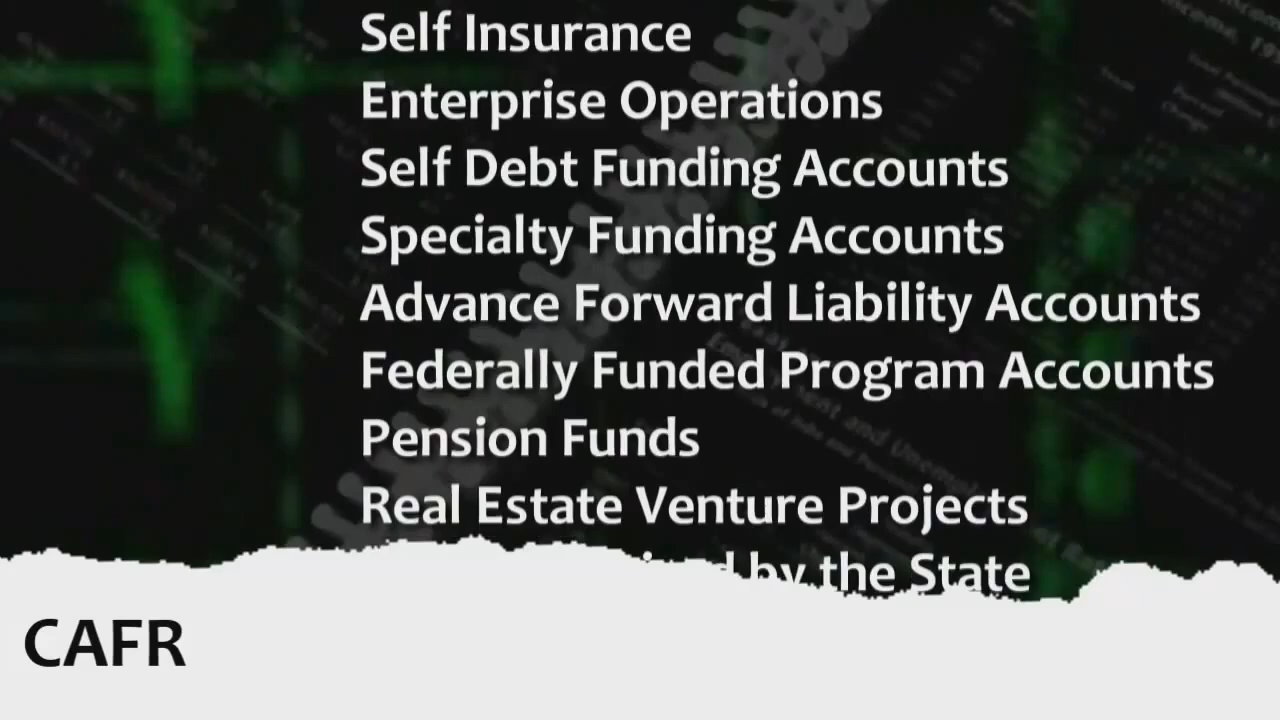 Self Insurance
Enterprise Operations
Self Debt Funding Accounts
Specialty Funding Accounts
Advance Forward Liability Accounts
Federally Funded Program Accounts
Pension Funds
Real Estate Venture Projects
by the State
CAFR